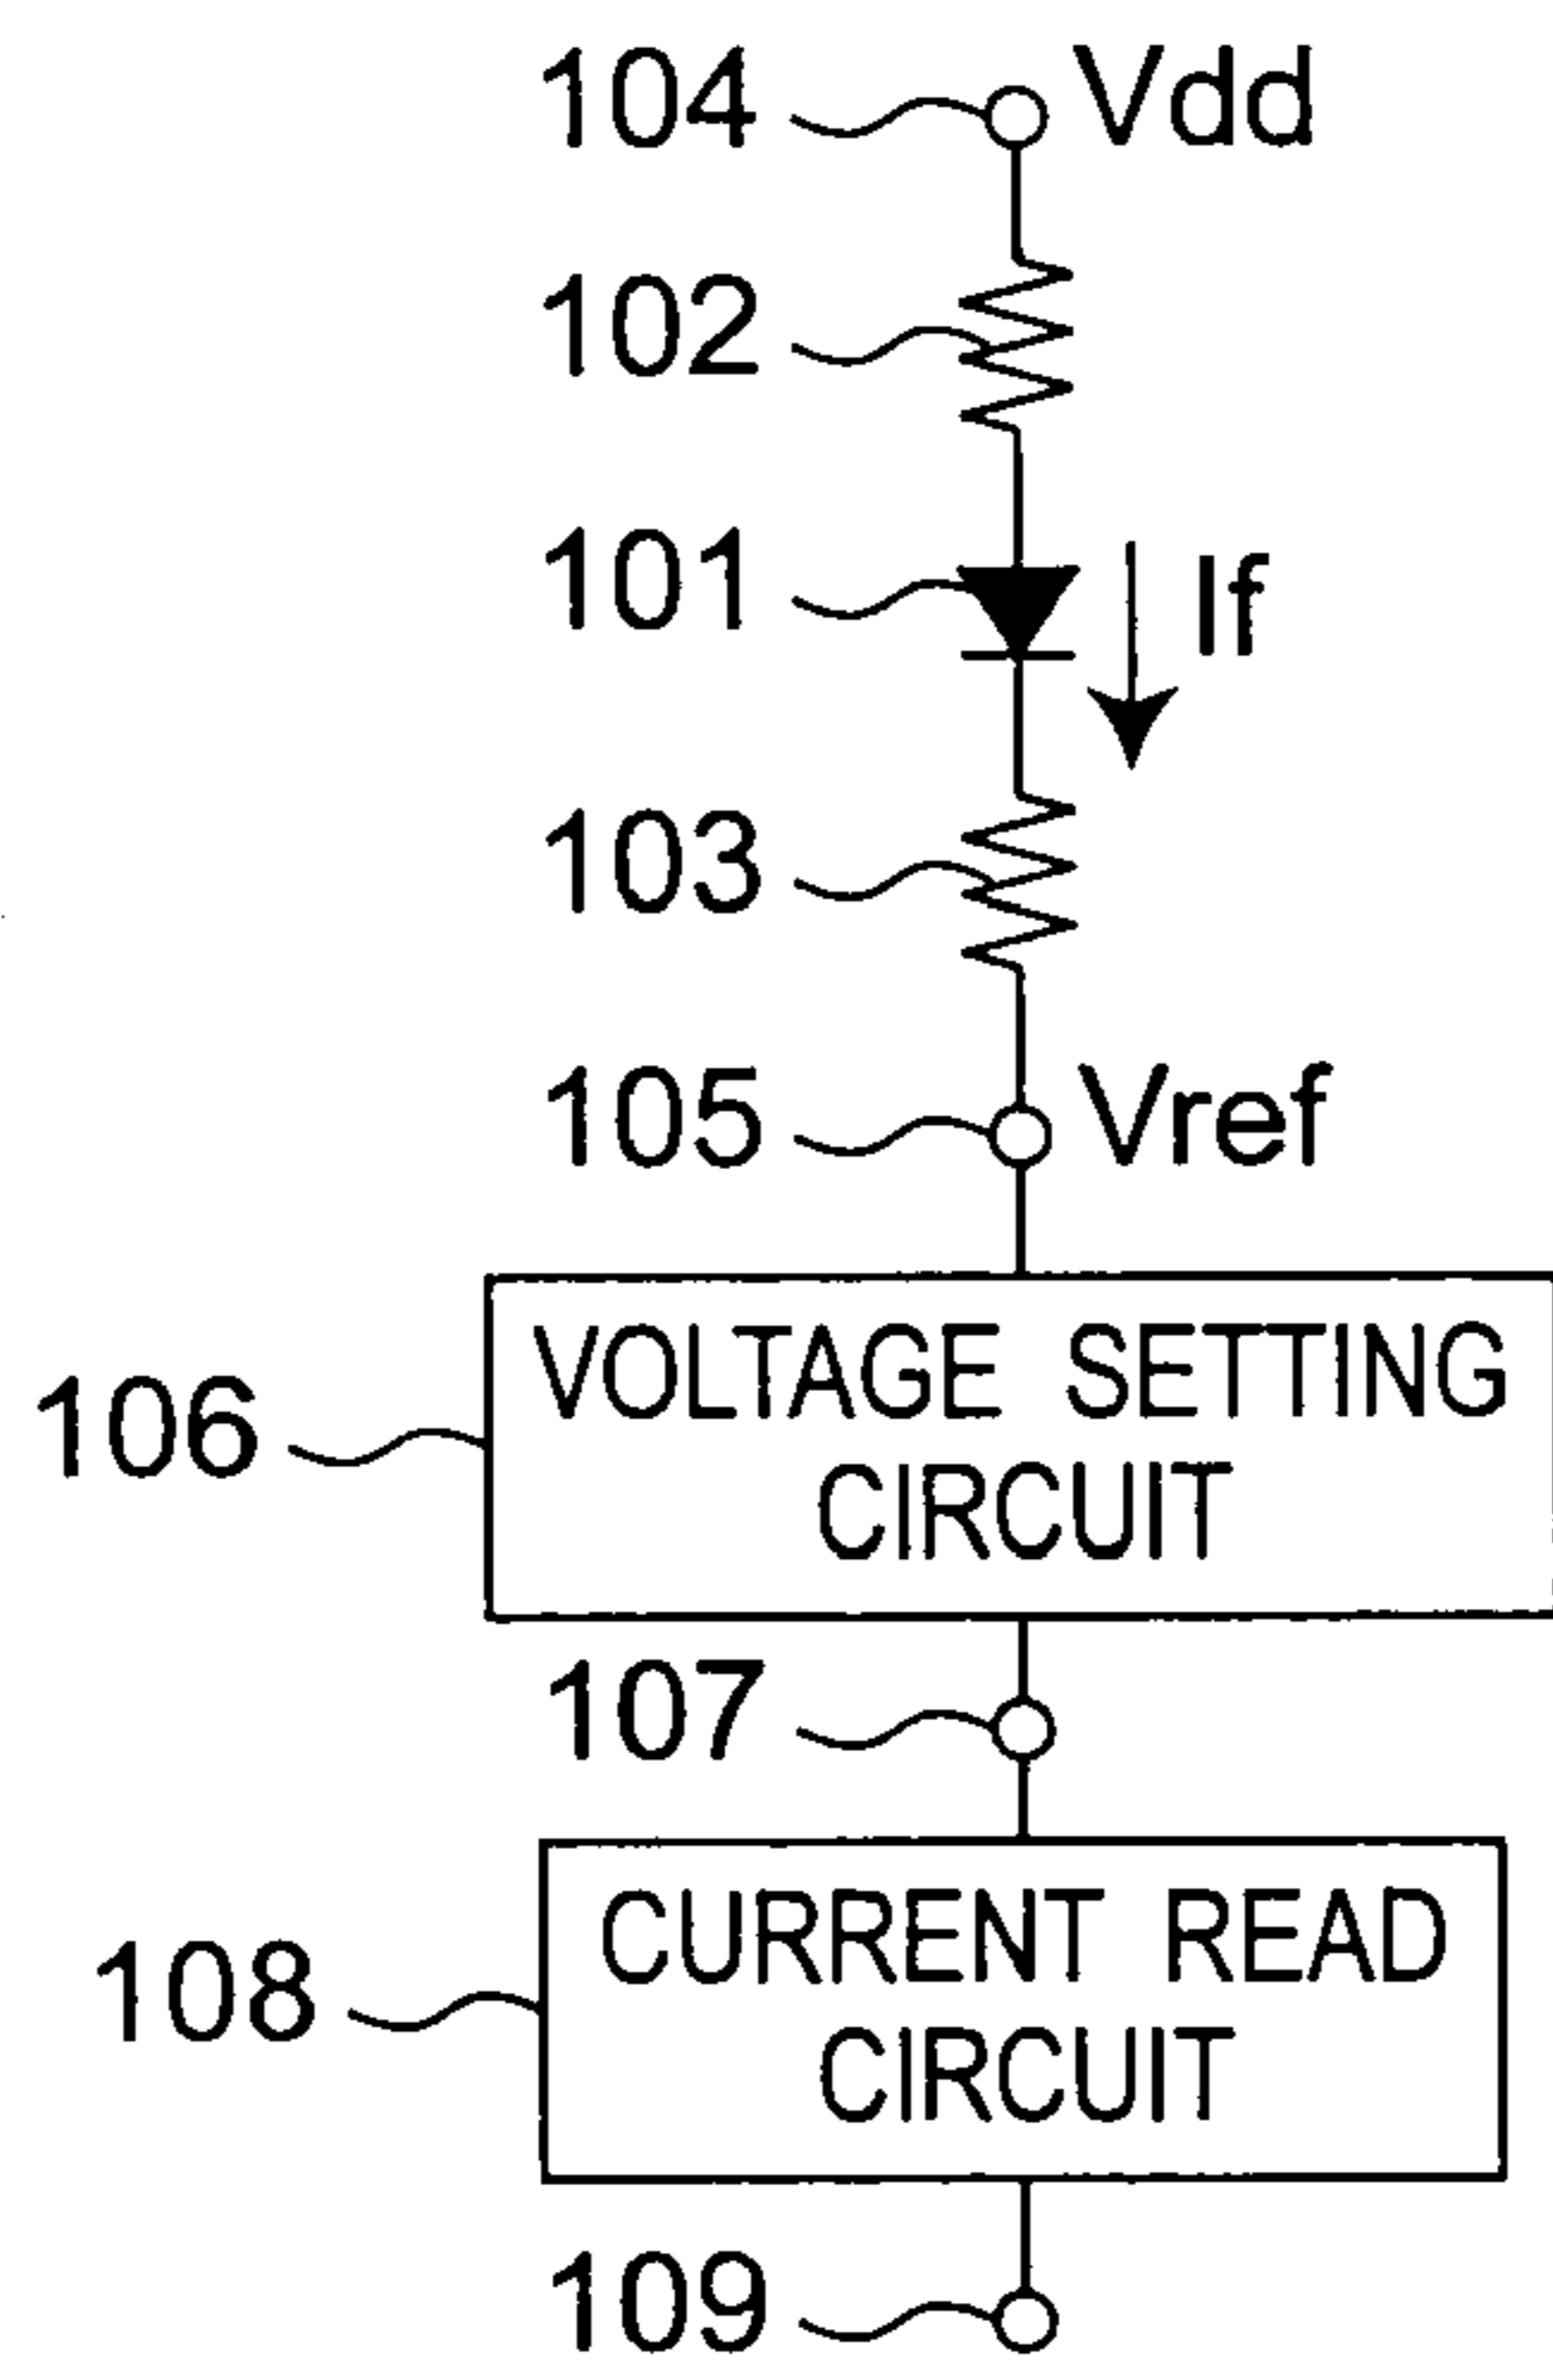 104 Vdd
102
101 If
103
105 Vref
VOLTAGE SETTING
106
CIRCUIT
107
CURRENT READ
108
CIRCUIT
109